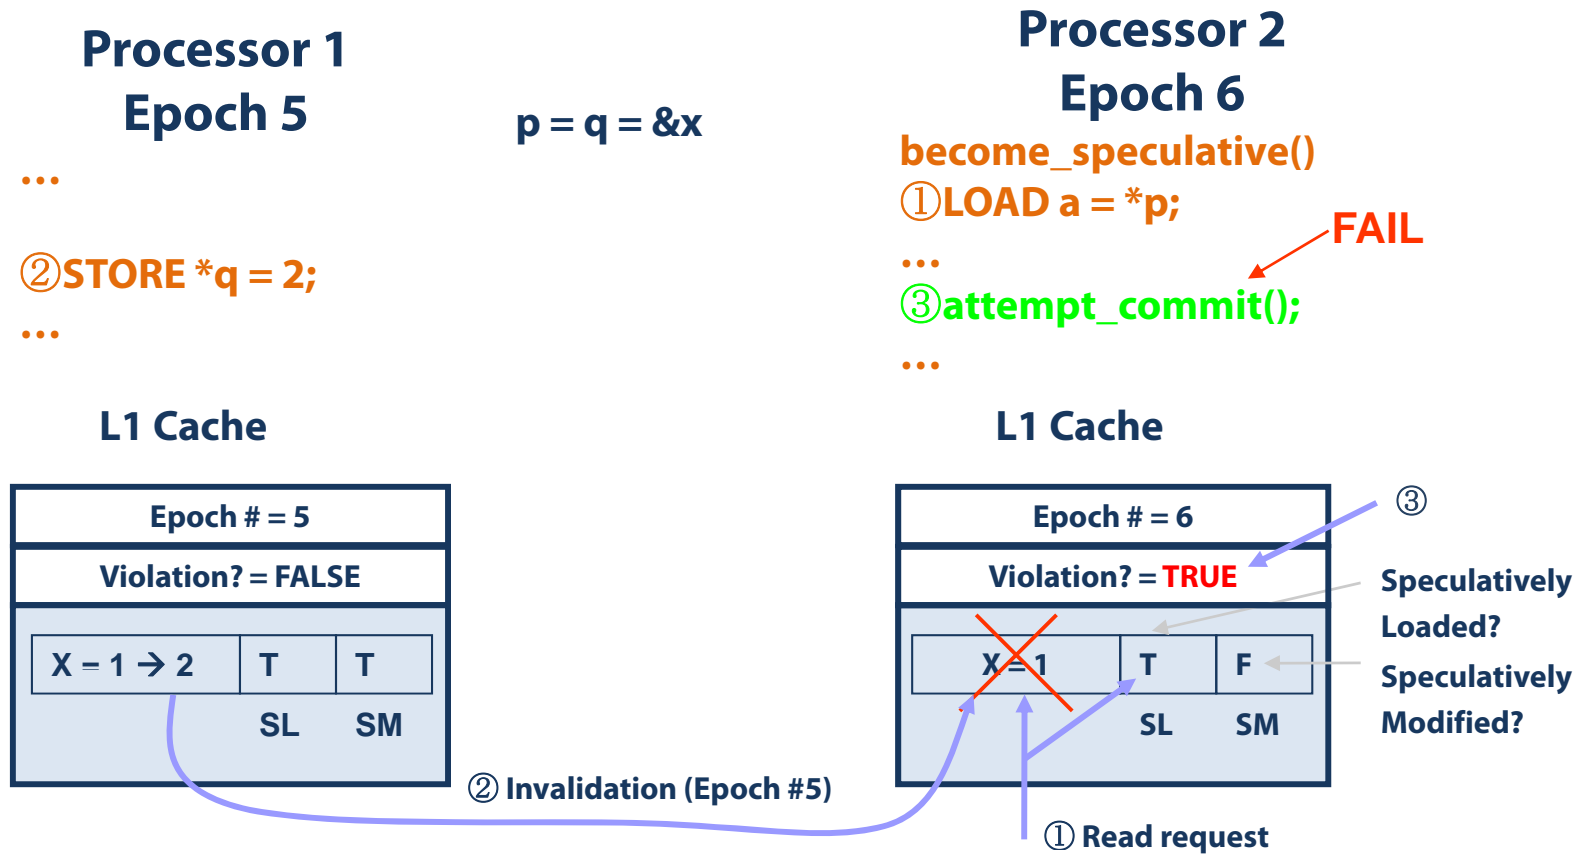 Processor 1
Epoch 5
p = q = &x
Processor 2
Epoch 6
...
②STORE *q = 2;
...
become_speculative()
①LOAD a = *p;
FAIL
...
③attempt_commit();
...
L1 Cache
Epoch # = 5
Violation? = FALSE
X – 1 → 2 T T
SL SM
② Invalidation (Epoch #5)
L1 Cache
Epoch # = 6
Violation? = TRUE
X = 1 T F
SL SM
③
Speculatively
Loaded?
Speculatively
Modified?
① Read request